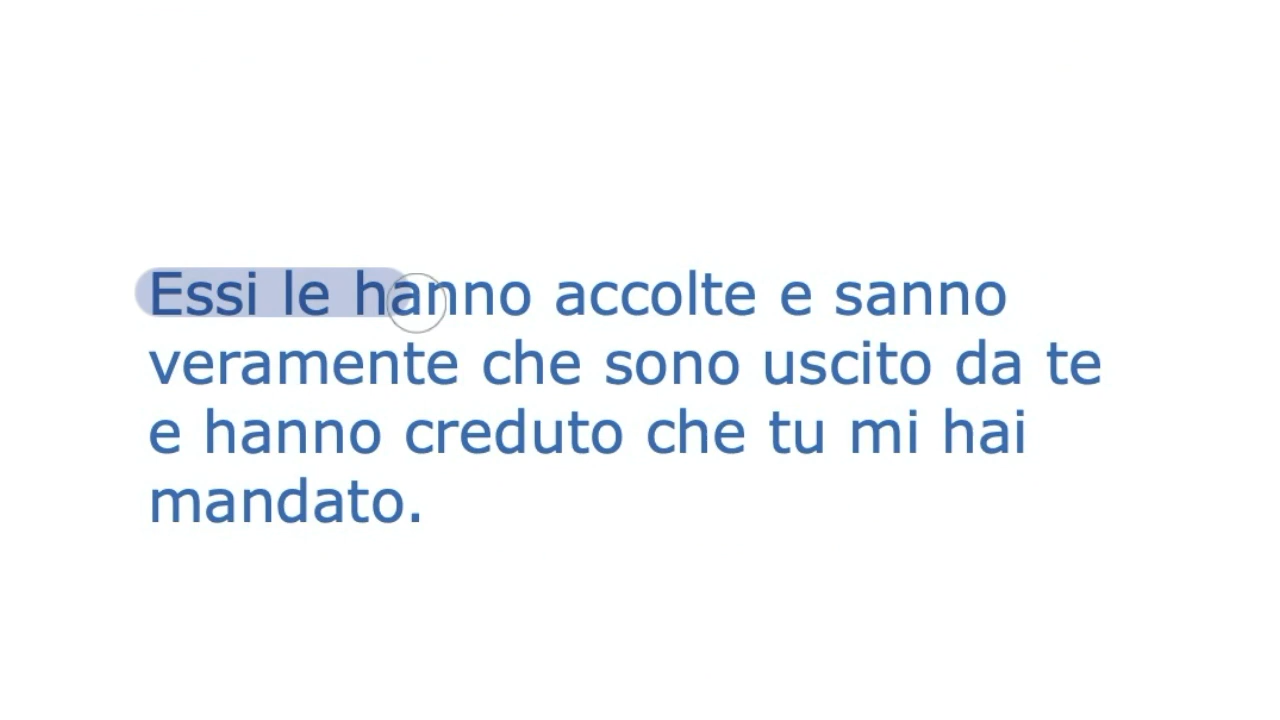 Essi le hanno accolte e sanno
veramente che sono uscito da te
e hanno creduto che tu mi hai
mandato.